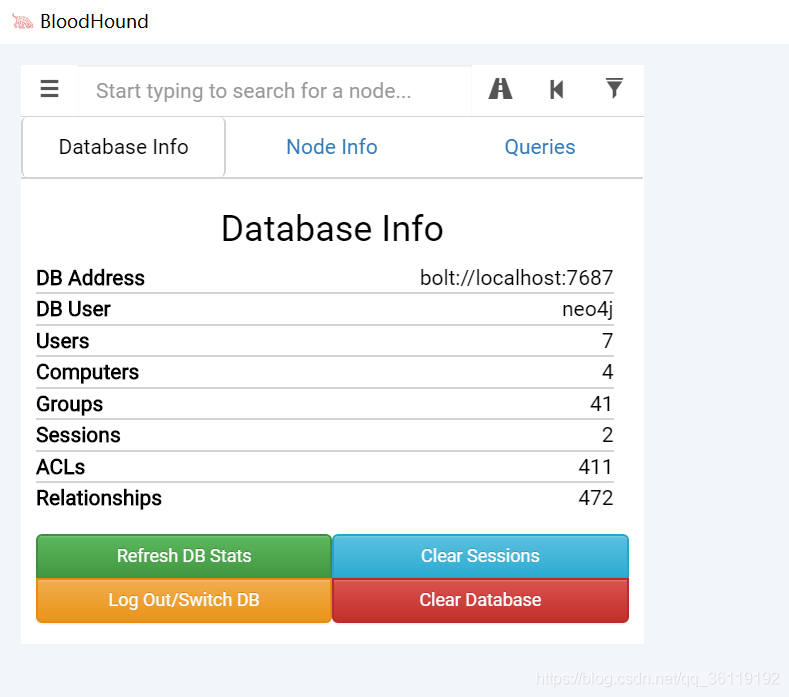 BloodHound
Start typing to search for a node...
Database Info Node Info Queries
Database Info
DB Address bolt://localhost:7687
DB User neo4j
Users 7
Computers 4
Groups 41
Sessions 2
ACLs 411
Relationships 472
Refresh DB Stats Clear Sessions
Log Out/Switch DB Clear Database
https://blog.csdn.net/qq_36119192